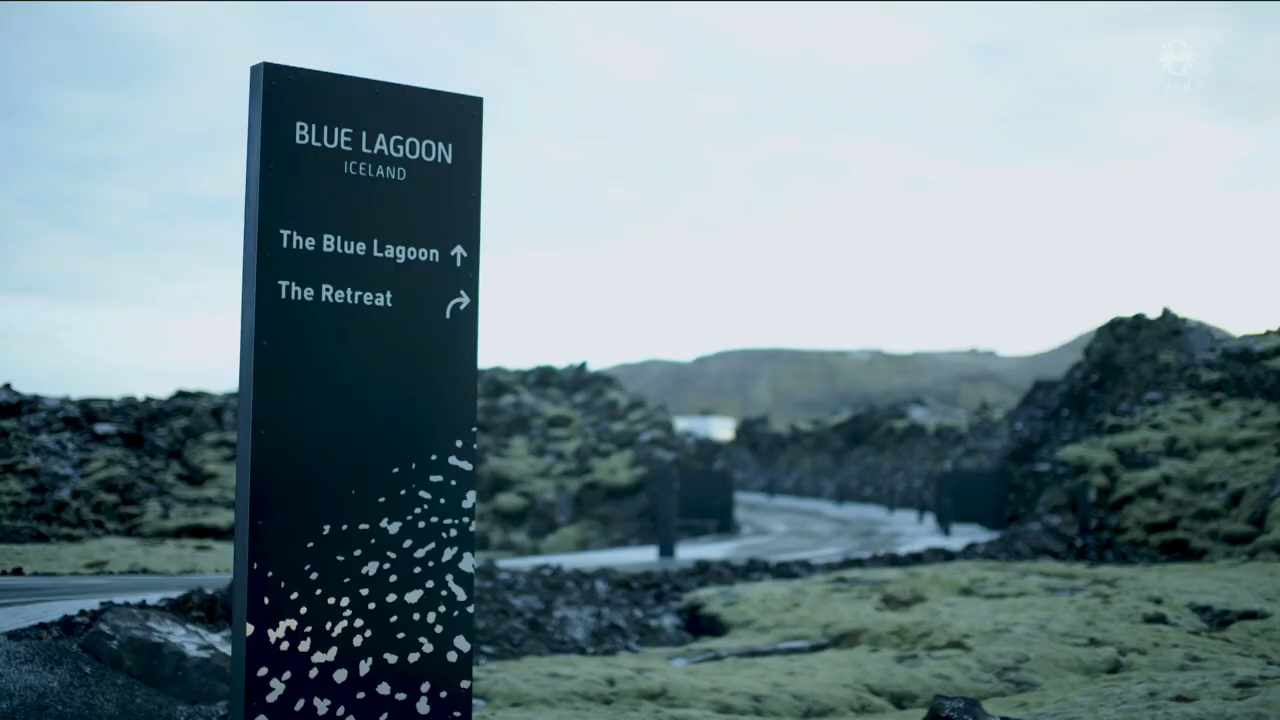 BLUE LAGOON
ICELAND
The Blue Lagoon ↑
The Retreat ↱